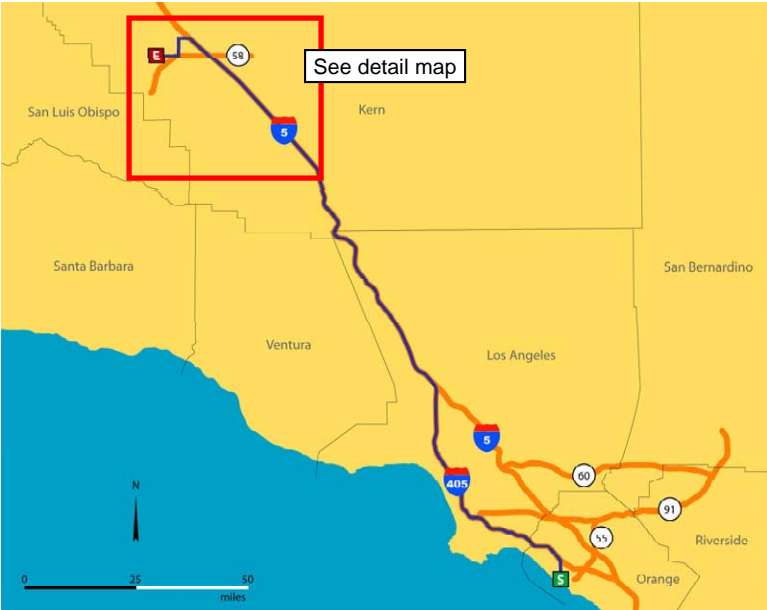 E
58
See detail map
San Luis Obispo
Kern
5
Santa Barbara
San Bernardino
Ventura
Los Angeles
5
60
405
N
91
55
Riverside
S
Orange
0 25 50
miles